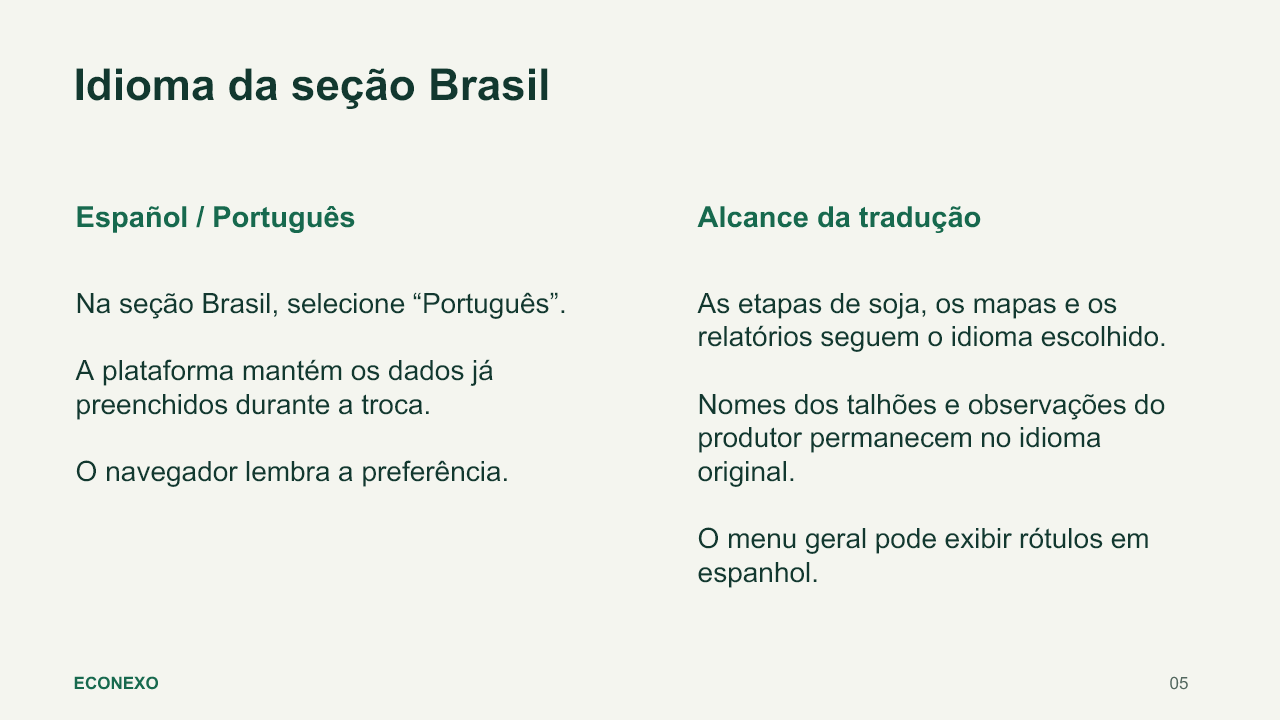 Idioma da seção Brasil
Español / Português
Na seção Brasil, selecione “Português”.
A plataforma mantém os dados já
preenchidos durante a troca.
O navegador lembra a preferência.
Alcance da tradução
As etapas de soja, os mapas e os
relatórios seguem o idioma escolhido.
Nomes dos talhões e observações do
produtor permanecem no idioma
original.
O menu geral pode exibir rótulos em
espanhol.
ECONEXO
05